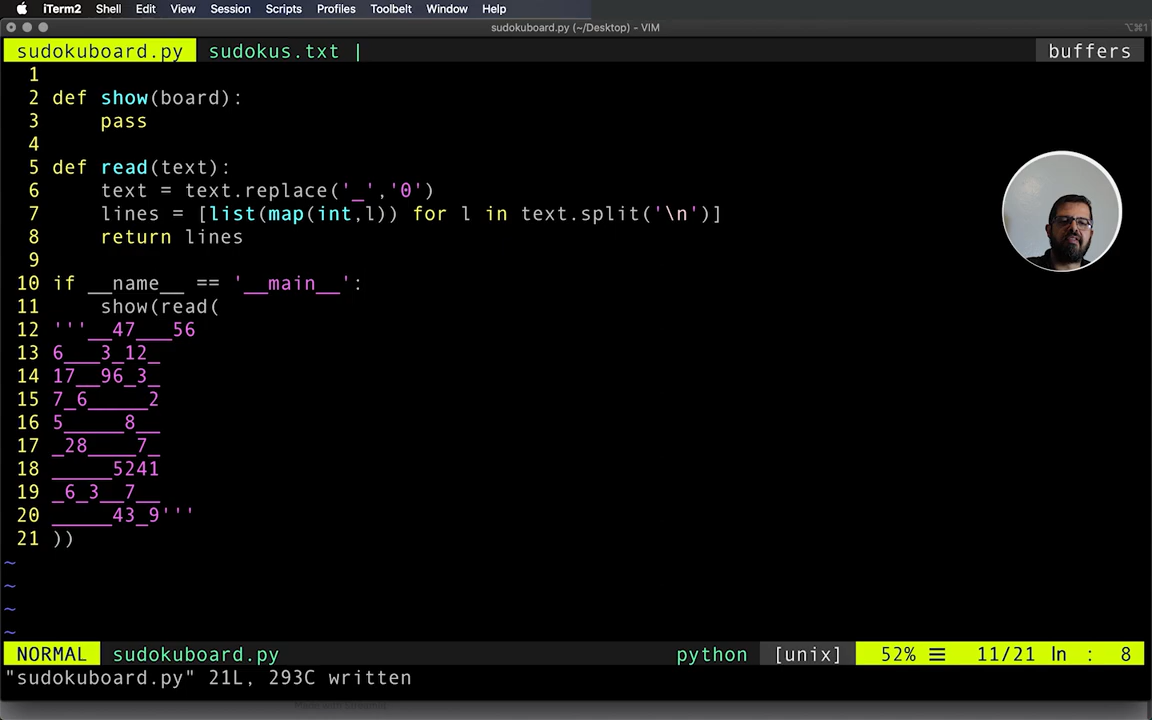 iTerm2 Shell Edit View Session Scripts Profiles Toolbelt Window Help
sudokuboard.py (~/Desktop) - VIM ⌥⌘1
sudokuboard.py sudokus.txt | buffers
1
2 def show(board):
3     pass
4
5 def read(text):
6     text = text.replace('_','0')
7     lines = [list(map(int,l)) for l in text.split('\n')]
8     return lines
9
10 if __name__ == '__main__':
11     show(read(
12 '''__47___56
13 6___3_12_
14 17__96_3_
15 7_6_____2
16 5_____8__
17 _28____7_
18 _____5241
19 _6_3__7__
20 _____43_9'''
21 ))
~
~
~
~
NORMAL sudokuboard.py python [unix] 52% ☰ 11/21 ln : 8
"sudokuboard.py" 21L, 293C written